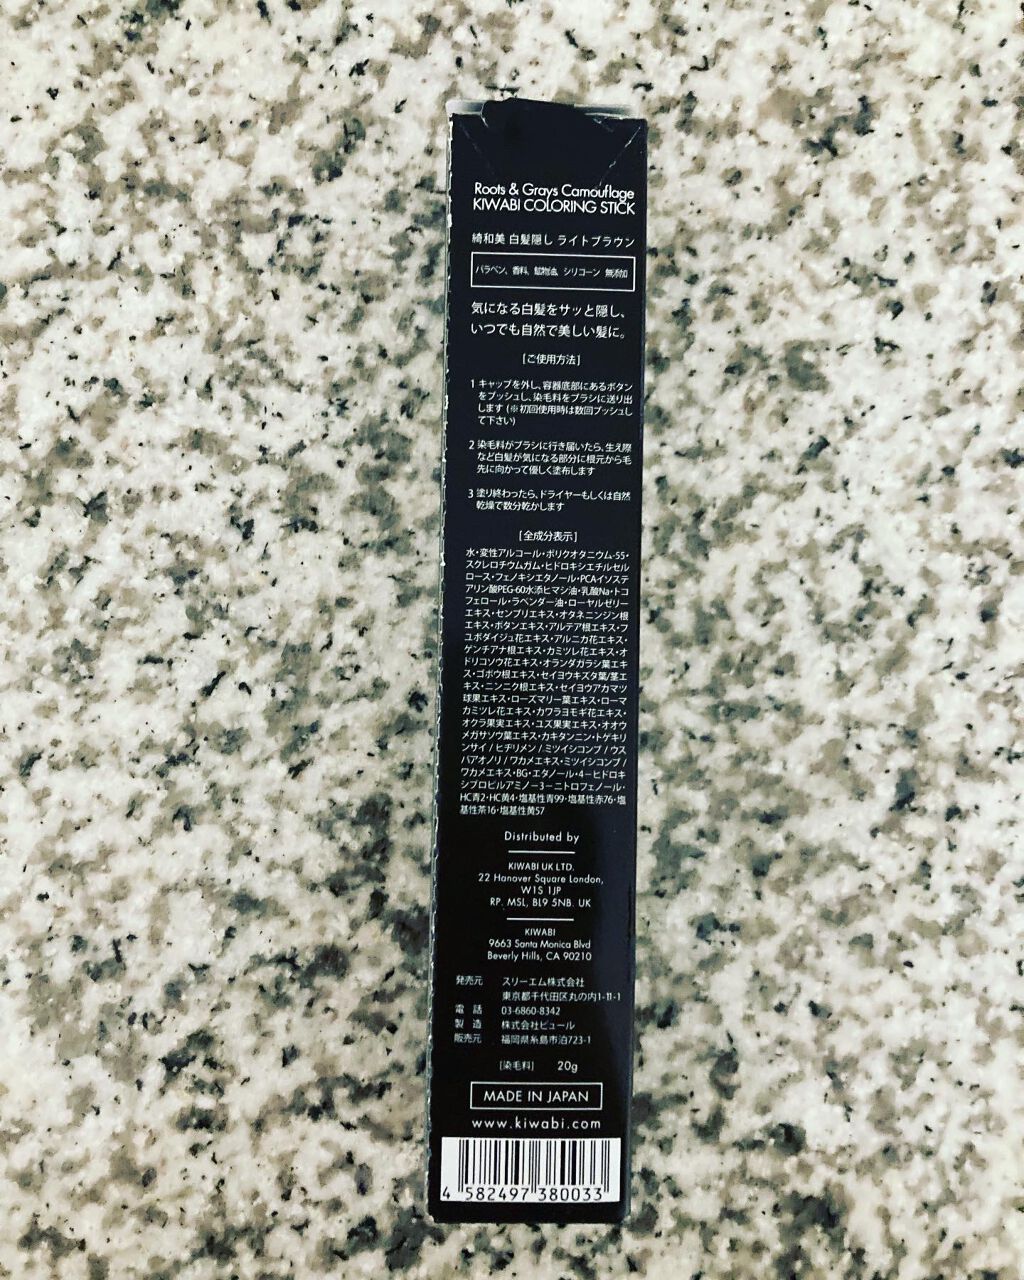 Roots & Grays Camouflage
KIWABI COLORING STICK
綺和美 白髪隠し ライトブラウン
パラベン、香料、鉱物油、シリコーン 無添加
気になる白髪をサッと隠し、
いつでも自然で美しい髪に。
[ご使用方法]
1 キャップを外し、容器底部にあるボタン
をプッシュし、染毛料をブラシに送り出
します (※初回使用時は数回プッシュし
て下さい)
2 染毛料がブラシに行き届いたら、生え際
など白髪が気になる部分に根元から毛
先に向かって優しく塗布します
3 塗り終わったら、ドライヤーもしくは自然
乾燥で数分乾かします
[全成分表示]
水・変性アルコール・ポリクオタニウム-55・
スクレロチウムガム・ヒドロキシエチルセル
ロース・フェノキシエタノール・PCAイソステ
アリン酸PEG-60水添ヒマシ油・乳酸Na・トコ
フェロール・ラベンダー油・ローヤルゼリー
エキス・センブリエキス・オタネニンジン根
エキス・ボタンエキス・アルテア根エキス・フ
ユボダイジュ花エキス・アルニカ花エキス・
ゲンチアナ根エキス・カミツレ花エキス・オ
ドリコソウ花エキス・オランダガラシ葉エキ
ス・ゴボウ根エキス・セイヨウキズタ葉/茎エ
キス・ニンニク根エキス・セイヨウアカマツ
球果エキス・ローズマリー葉エキス・ローマ
カミツレ花エキス・カワラヨモギ花エキス・
オクラ果実エキス・ユズ果実エキス・オオウ
メガサソウ葉エキス・カキタンニン・トゲキリ
ンサイ / ヒヂリメン / ミツイシコンブ / ウス
バアオノリ / ワカメエキス・ミツイシコンブ /
ワカメエキス・BG・エタノール・4－ヒドロキ
シプロピルアミノ－3－ニトロフェノール・
HC青2・HC黄4・塩基性青99・塩基性赤76・塩
基性茶16・塩基性黄57
Distributed by
KIWABI UK LTD.
22 Hanover Square London,
W1S 1JP
RP. MSL, BL9 5NB. UK
KIWABI
9663 Santa Monica Blvd
Beverly Hills, CA 90210
発売元 スリーエム株式会社
東京都千代田区丸の内1-11-1
電 話 03-6860-8342
製 造 株式会社ピュール
販売元 福岡県糸島市泊723-1
[染毛料] 20g
MADE IN JAPAN
www.kiwabi.com
4 582497 380033